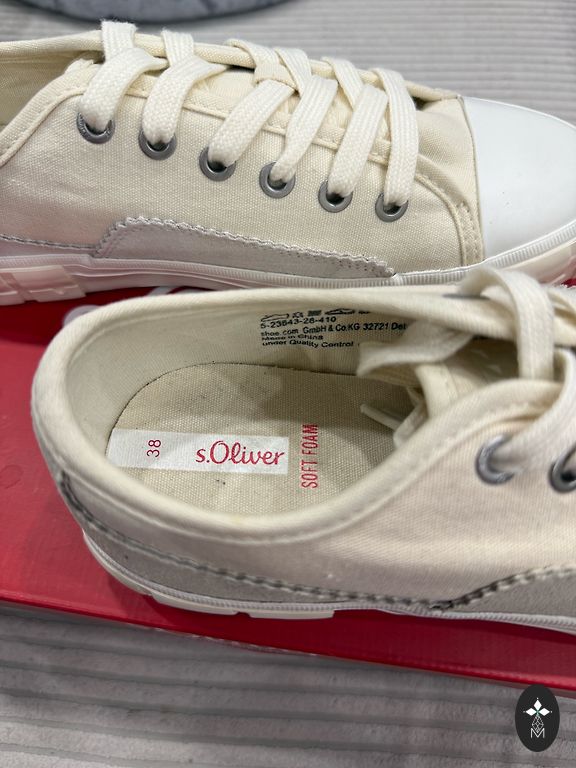 5-23643-28-410
shoe.com GmbH & Co.KG 32721 Det
Made in China
under Quality Control
38
s.Oliver
SOFT FOAM
M